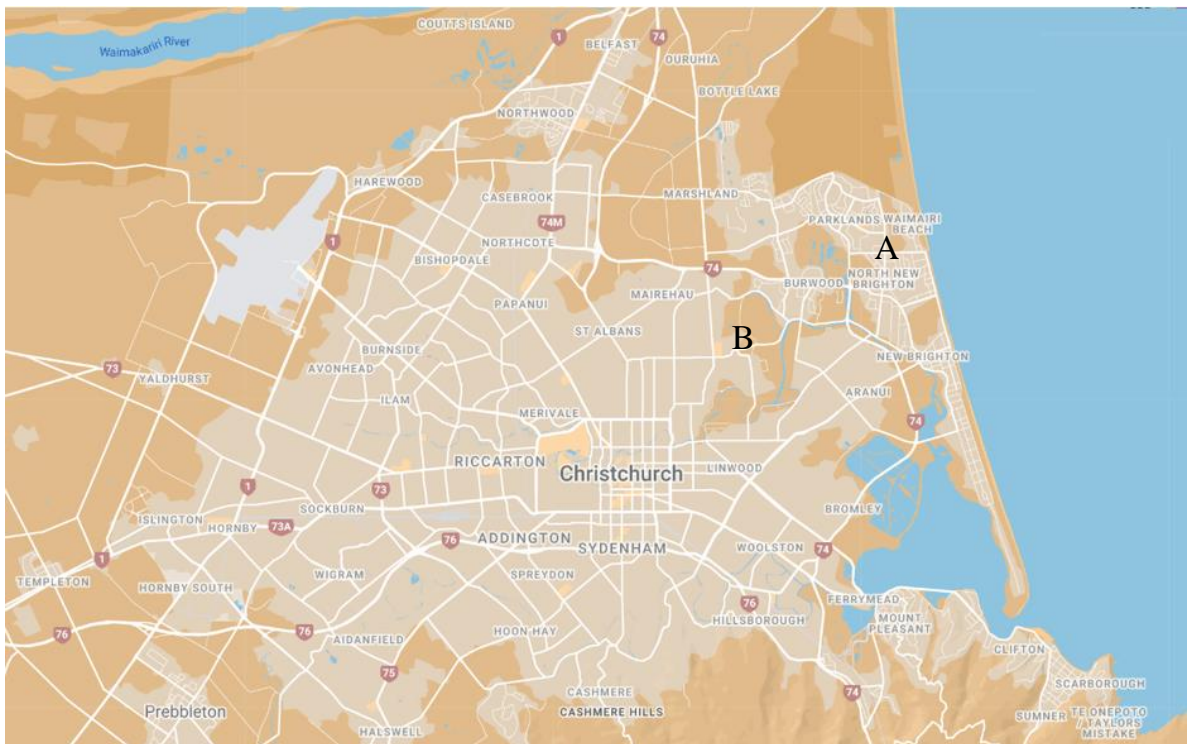 COUTTS ISLAND
1
74
BELFAST
OURUHIA
Waimakariri River
BOTTLE LAKE
NORTHWOOD
HAREWOOD
CASEBROOK
MARSHLAND
74M
PARKLANDS
WAIMAIRI
BEACH
1
NORTHCOTE
A
BISHOPDALE
74
NORTH NEW
BRIGHTON
BURWOOD
PAPANUI
MAIREHAU
ST ALBANS
B
BURNSIDE
NEW BRIGHTON
73
AVONHEAD
YALDHURST
ARANUI
ILAM
MERIVALE
74
RICCARTON
Christchurch
LINWOOD
1
73
SOCKBURN
BROMLEY
ISLINGTON
HORNBY
73A
76
ADDINGTON
SYDENHAM
WOOLSTON
74
1
TEMPLETON
WIGRAM
SPREYDON
HORNBY SOUTH
76
FERRYMEAD
HILLSBOROUGH
MOUNT
PLEASANT
76
76
AIDANFIELD
HOON HAY
CLIFTON
75
SCARBOROUGH
CASHMERE
74
Prebbleton
CASHMERE HILLS
SUMNER
TE ONEPOTO
/ TAYLORS
MISTAKE
HALSWELL